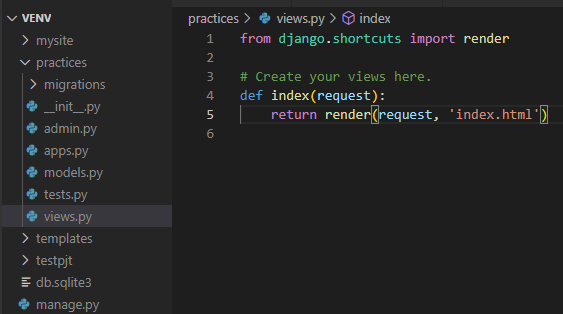 VENV
mysite
practices
migrations
__init__.py
admin.py
apps.py
models.py
tests.py
views.py
templates
testpjt
db.sqlite3
manage.py
practices > views.py > index
1 from django.shortcuts import render
2
3 # Create your views here.
4 def index(request):
5     return render(request, 'index.html')
6